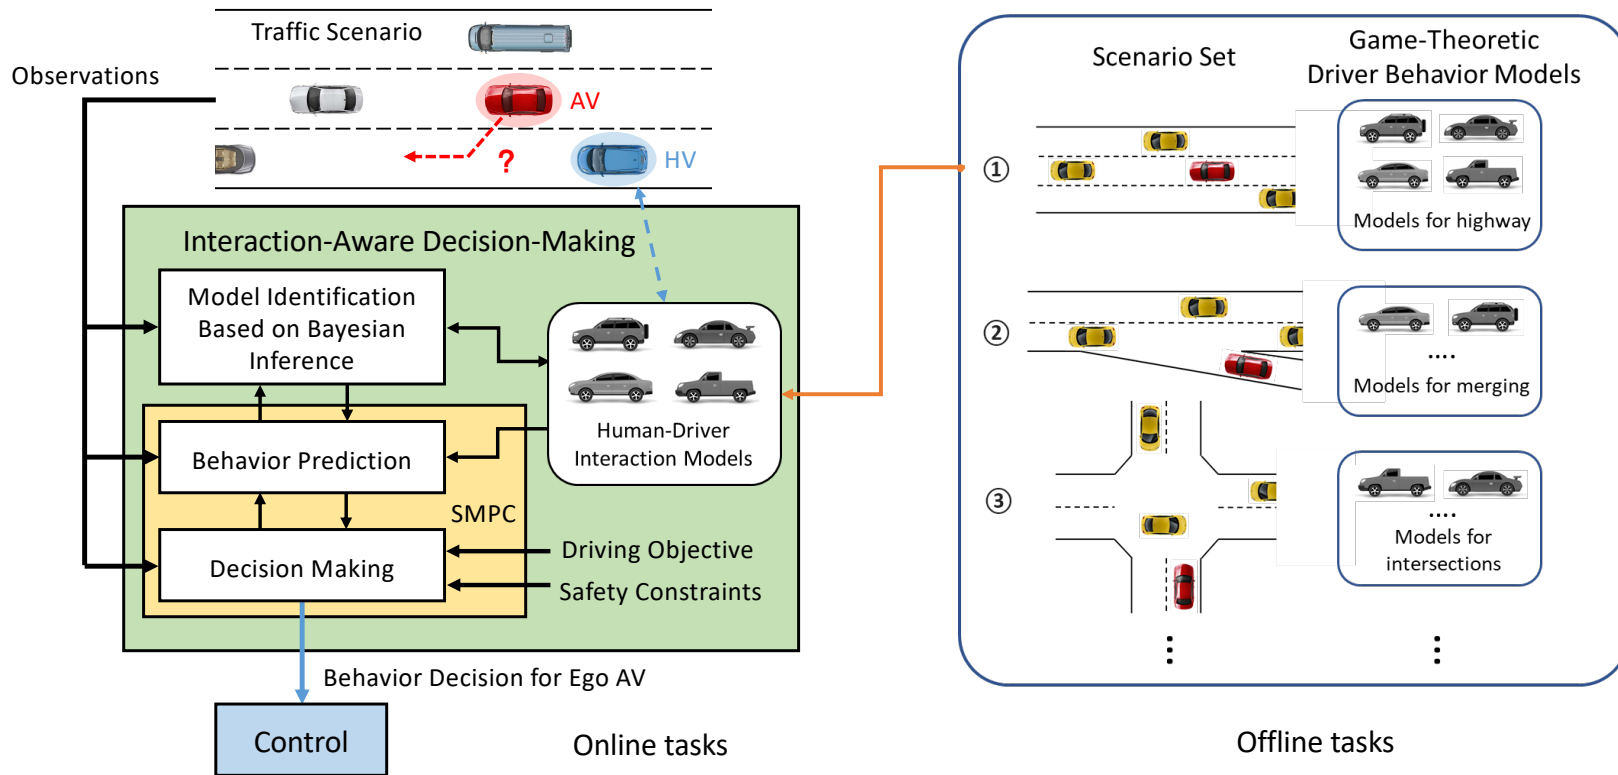 Traffic Scenario
Observations
AV
?
HV
Interaction-Aware Decision-Making
Model Identification
Based on Bayesian
Inference
Behavior Prediction
SMPC
Decision Making
Human-Driver
Interaction Models
Driving Objective
Safety Constraints
Behavior Decision for Ego AV
Control
Online tasks
Scenario Set
Game-Theoretic
Driver Behavior Models
①
Models for highway
②
....
Models for merging
③
....
Models for
intersections
⋮
⋮
Offline tasks